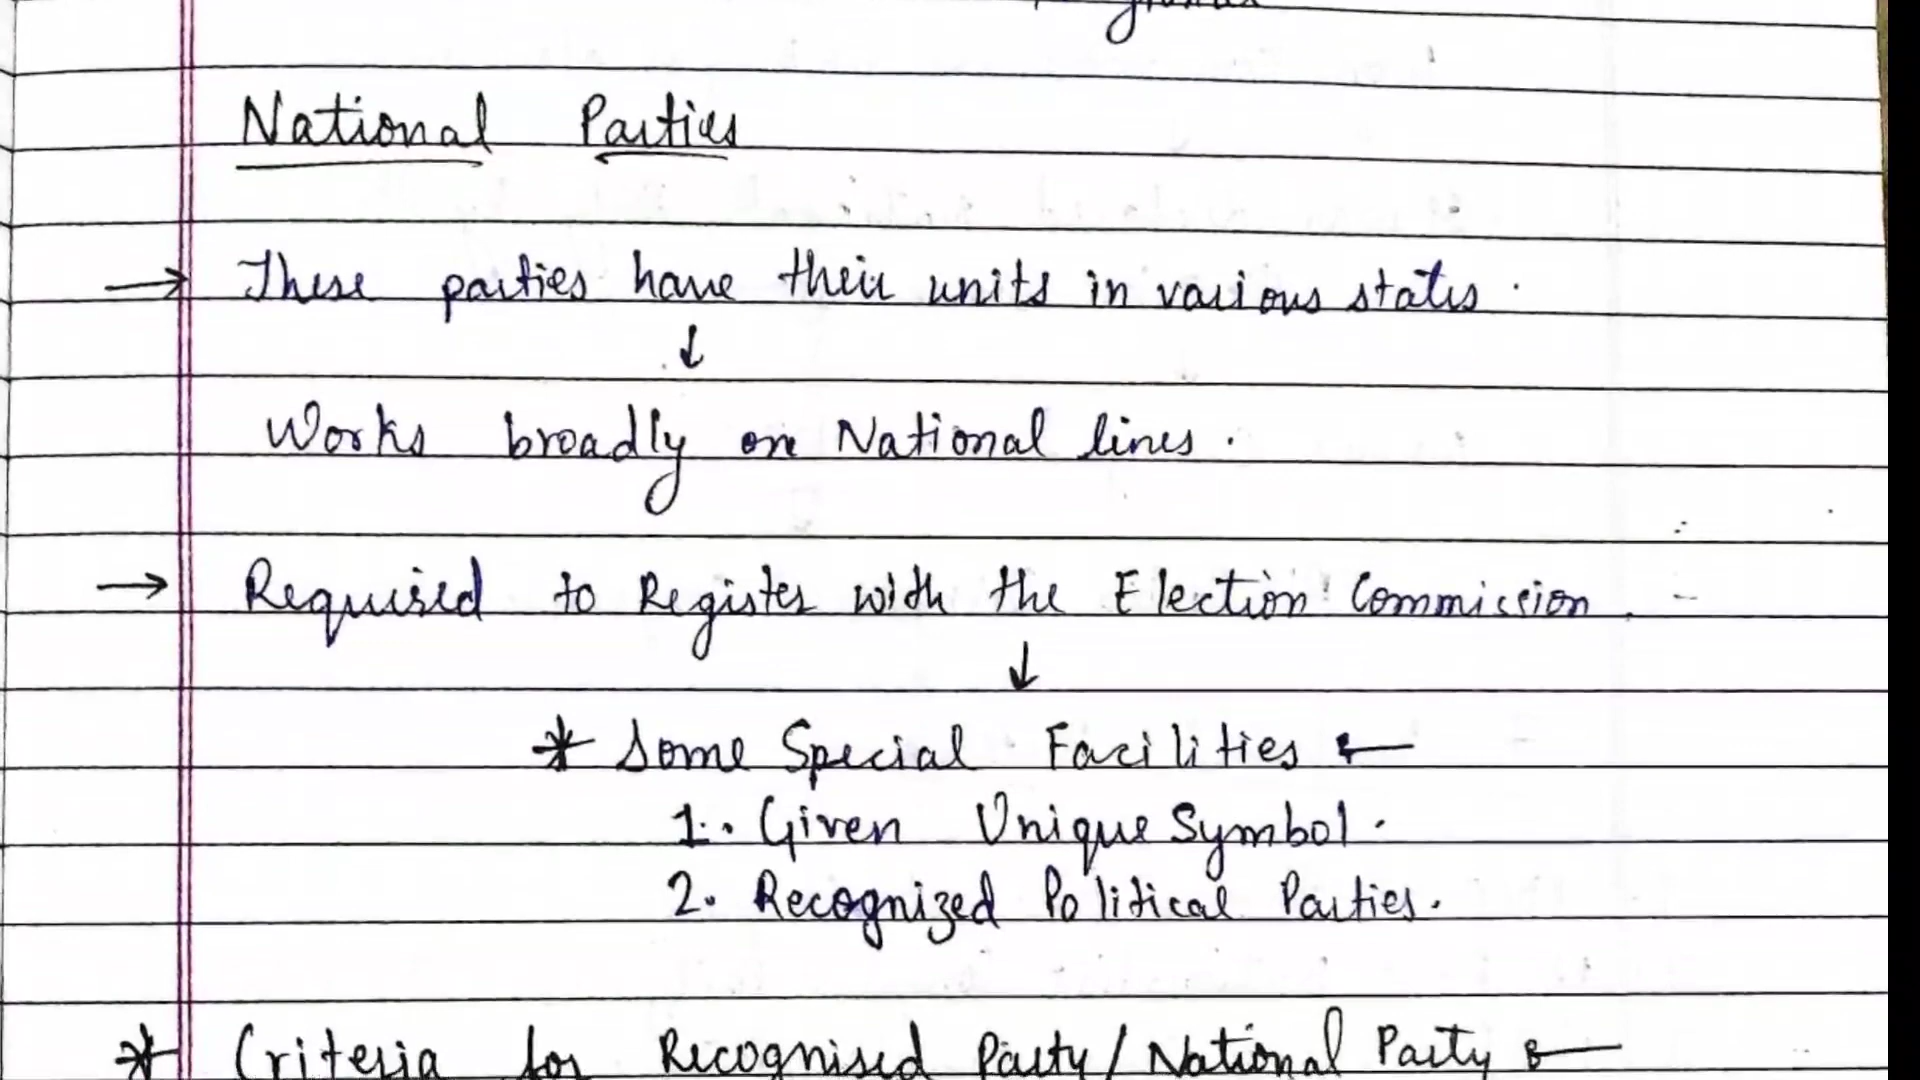 National Parties
→ These parties have their units in various states.
↓
Works broadly on National lines.
→ Required to Register with the Election Commission.
↓
* Some Special Facilities :-
1. Given Unique Symbol.
2. Recognized Political Parties.
* Criteria for Recognised Party/National Party :-